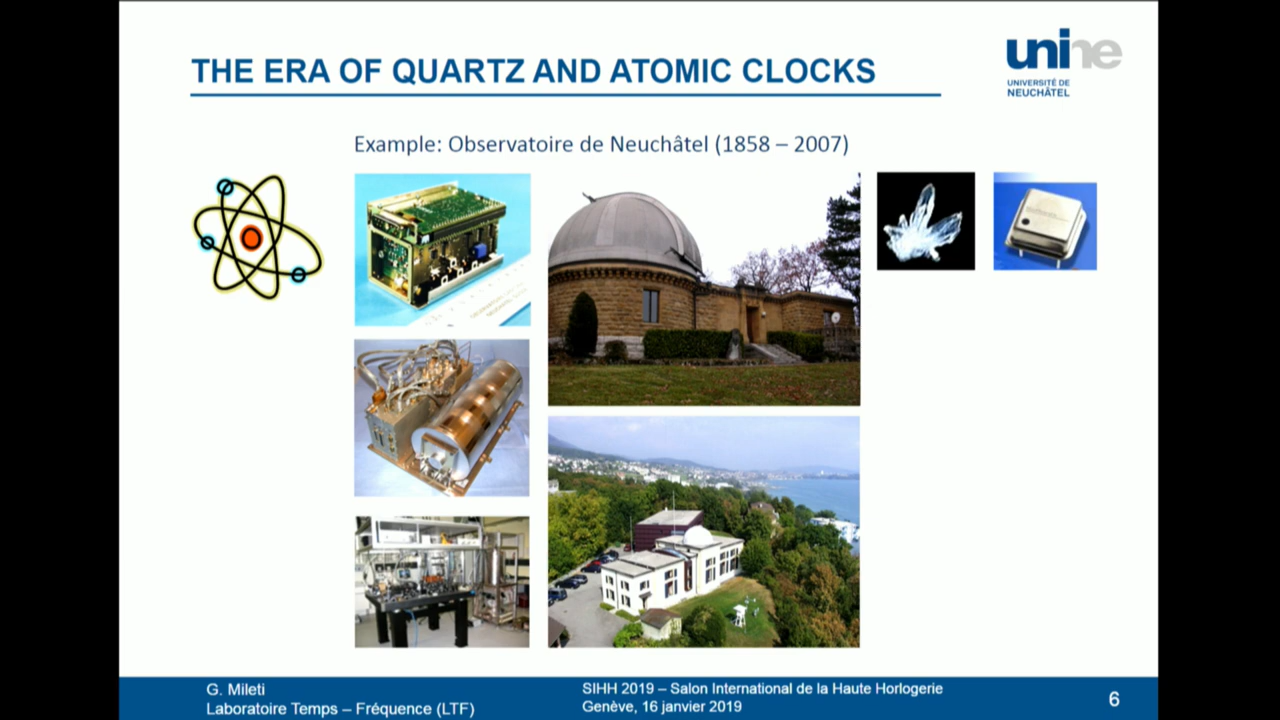 THE ERA OF QUARTZ AND ATOMIC CLOCKS
unine
UNIVERSITÉ DE
NEUCHÂTEL
Example: Observatoire de Neuchâtel (1858 – 2007)
G. Mileti
Laboratoire Temps – Fréquence (LTF)
SIHH 2019 – Salon International de la Haute Horlogerie
Genève, 16 janvier 2019
6